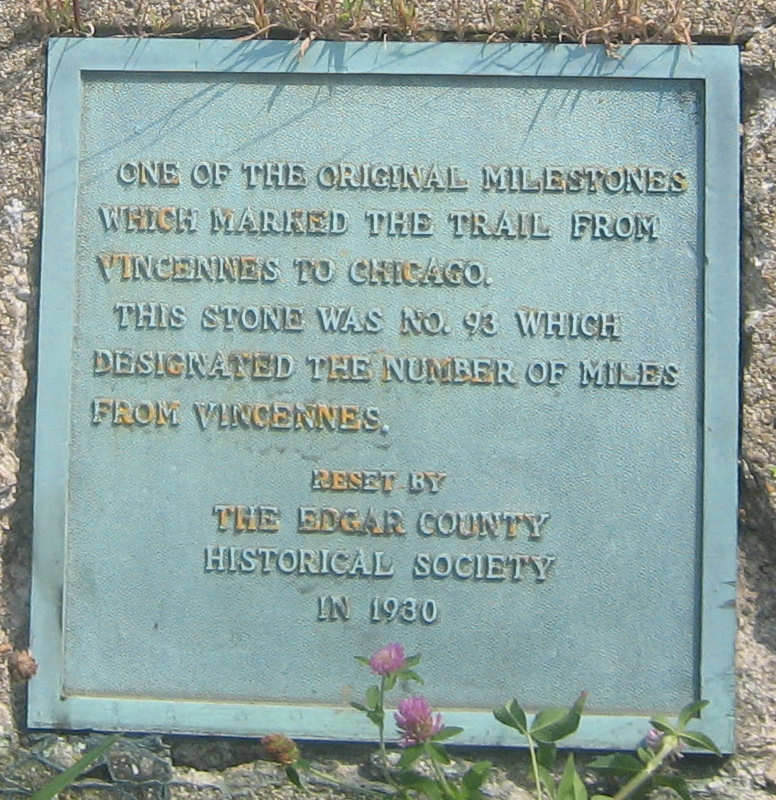 ONE OF THE ORIGINAL MILESTONES
WHICH MARKED THE TRAIL FROM
VINCENNES TO CHICAGO.
THIS STONE WAS NO. 93 WHICH
DESIGNATED THE NUMBER OF MILES
FROM VINCENNES.
RESET BY
THE EDGAR COUNTY
HISTORICAL SOCIETY
IN 1930